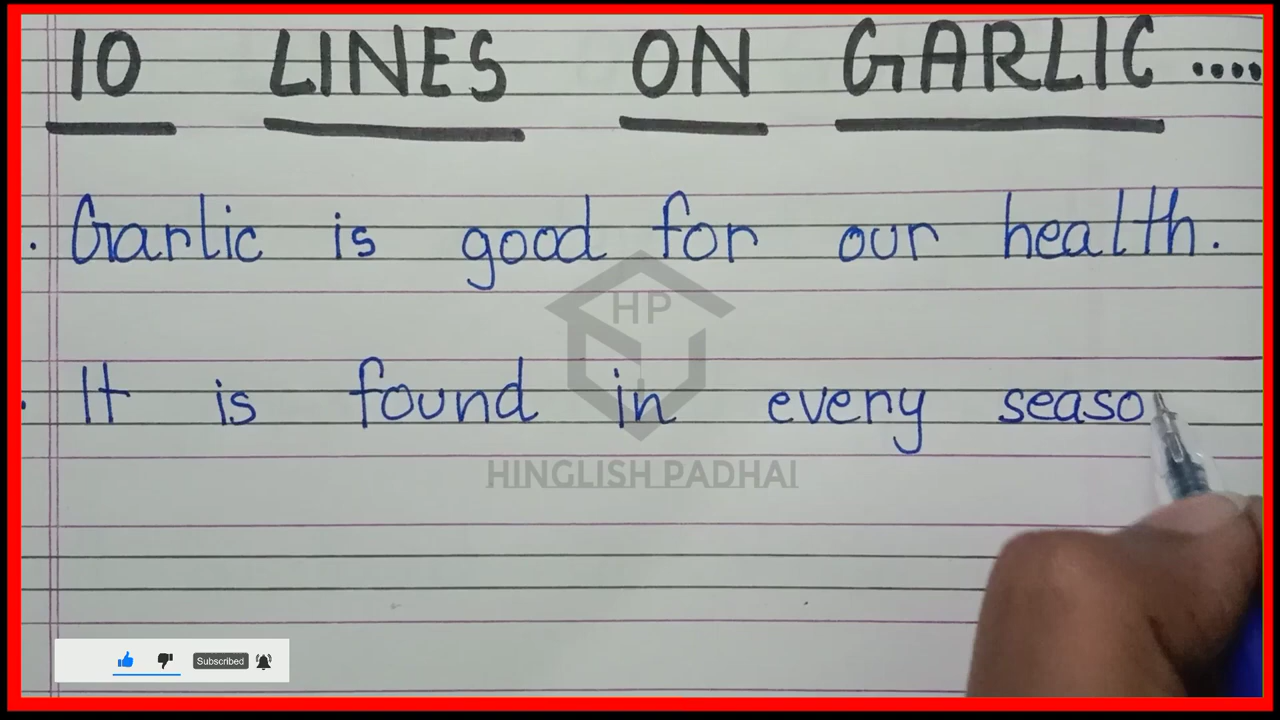 10 LINES ON GARLIC....
. Garlic is good for our health.
HP
. It is found in every seaso
HINGLISH PADHAI
Subscribed